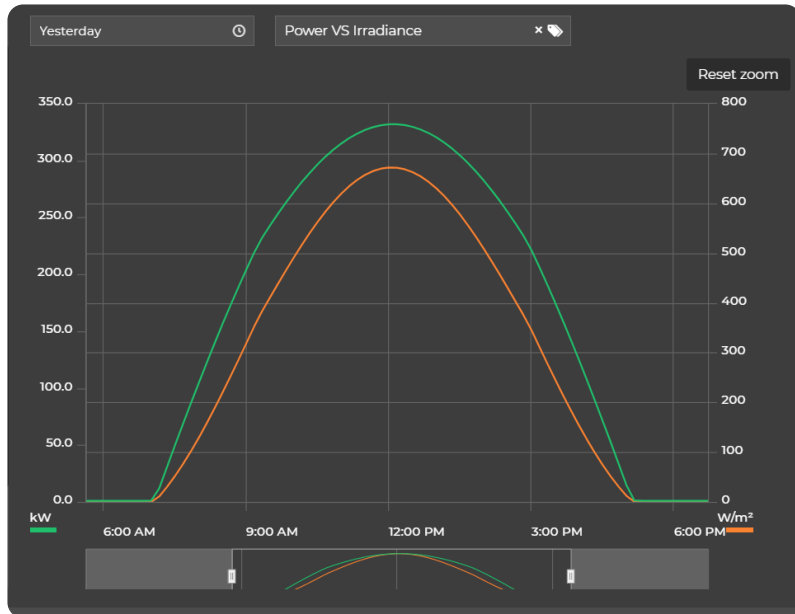 Yesterday
Power VS Irradiance ×
Reset zoom
350.0 800
300.0 700
250.0 600
200.0 500
150.0 400
100.0 300
50.0 200
0.0 100
0
kW W/m²
6:00 AM 9:00 AM 12:00 PM 3:00 PM 6:00 PM